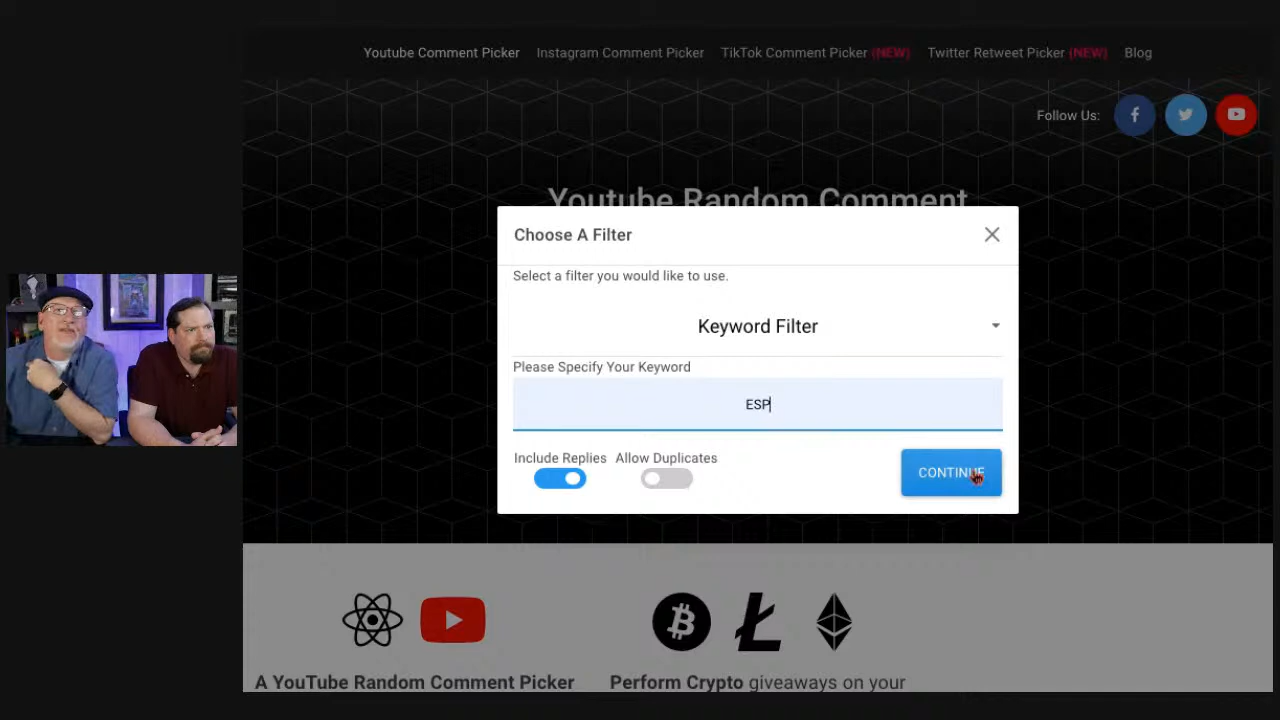 Youtube Comment Picker Instagram Comment Picker TikTok Comment Picker (NEW) Twitter Retweet Picker (NEW) Blog
Follow Us:
Youtube Random Comment
Choose A Filter
Select a filter you would like to use.
Keyword Filter
Please Specify Your Keyword
ESP
Include Replies Allow Duplicates
CONTINUE
A YouTube Random Comment Picker
Perform Crypto giveaways on your